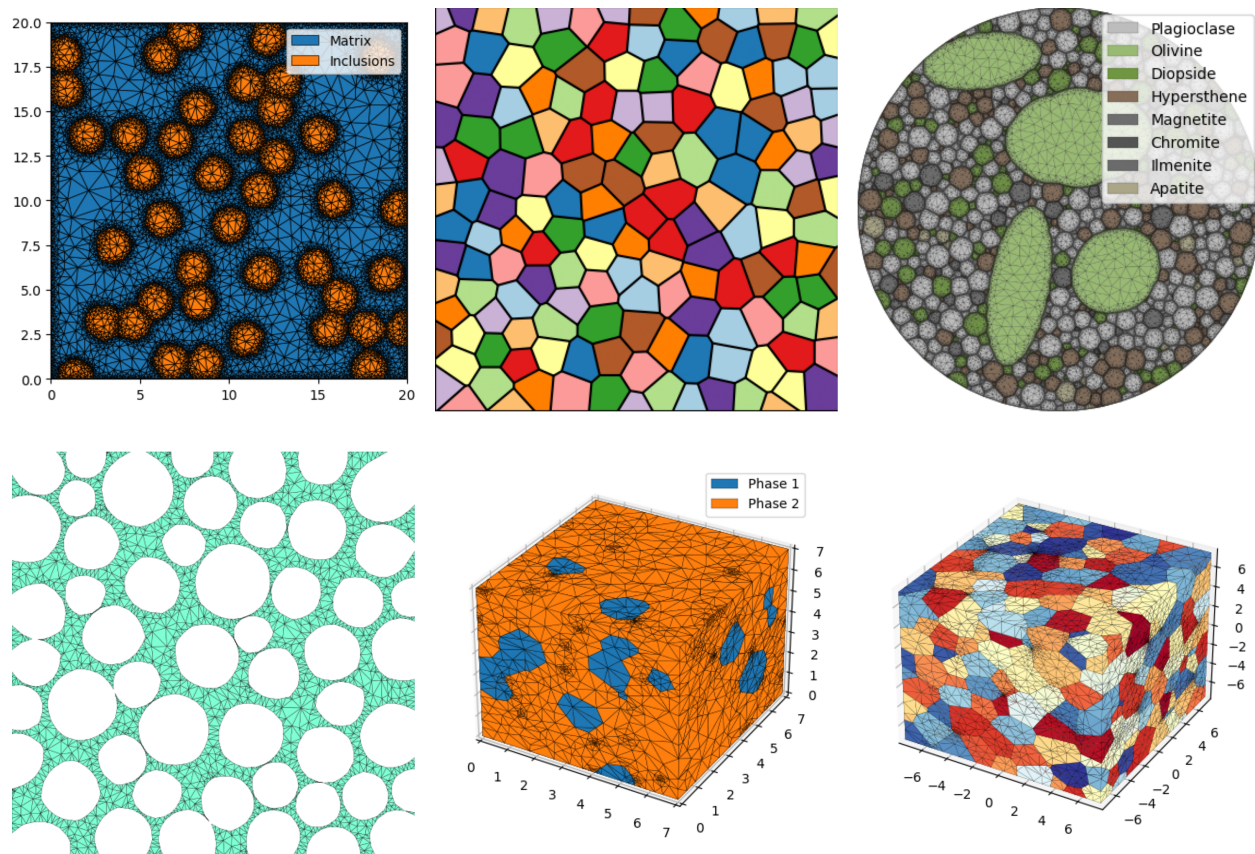 20.0
17.5
15.0
12.5
10.0
7.5
5.0
2.5
0.0
0 5 10 15 20
Matrix
Inclusions
Plagioclase
Olivine
Diopside
Hypersthene
Magnetite
Chromite
Ilmenite
Apatite
Phase 1
Phase 2
7
6
5
4
3
2
1
0
0 1 2 3 4 5 6 7
0
1
2
3
4
5
6
7
6
4
2
0
−2
−4
−6
−6 −4 −2 0 2 4 6
−6
−4
−2
0
2
4
6